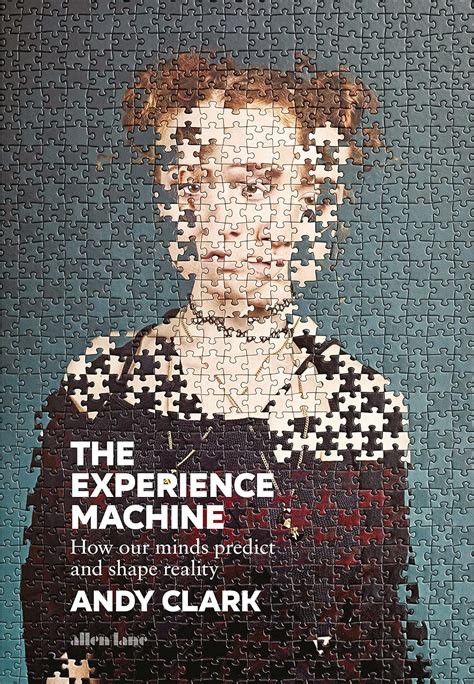 THE
EXPERIENCE
MACHINE
How our minds predict
and shape reality
ANDY CLARK
allen lane